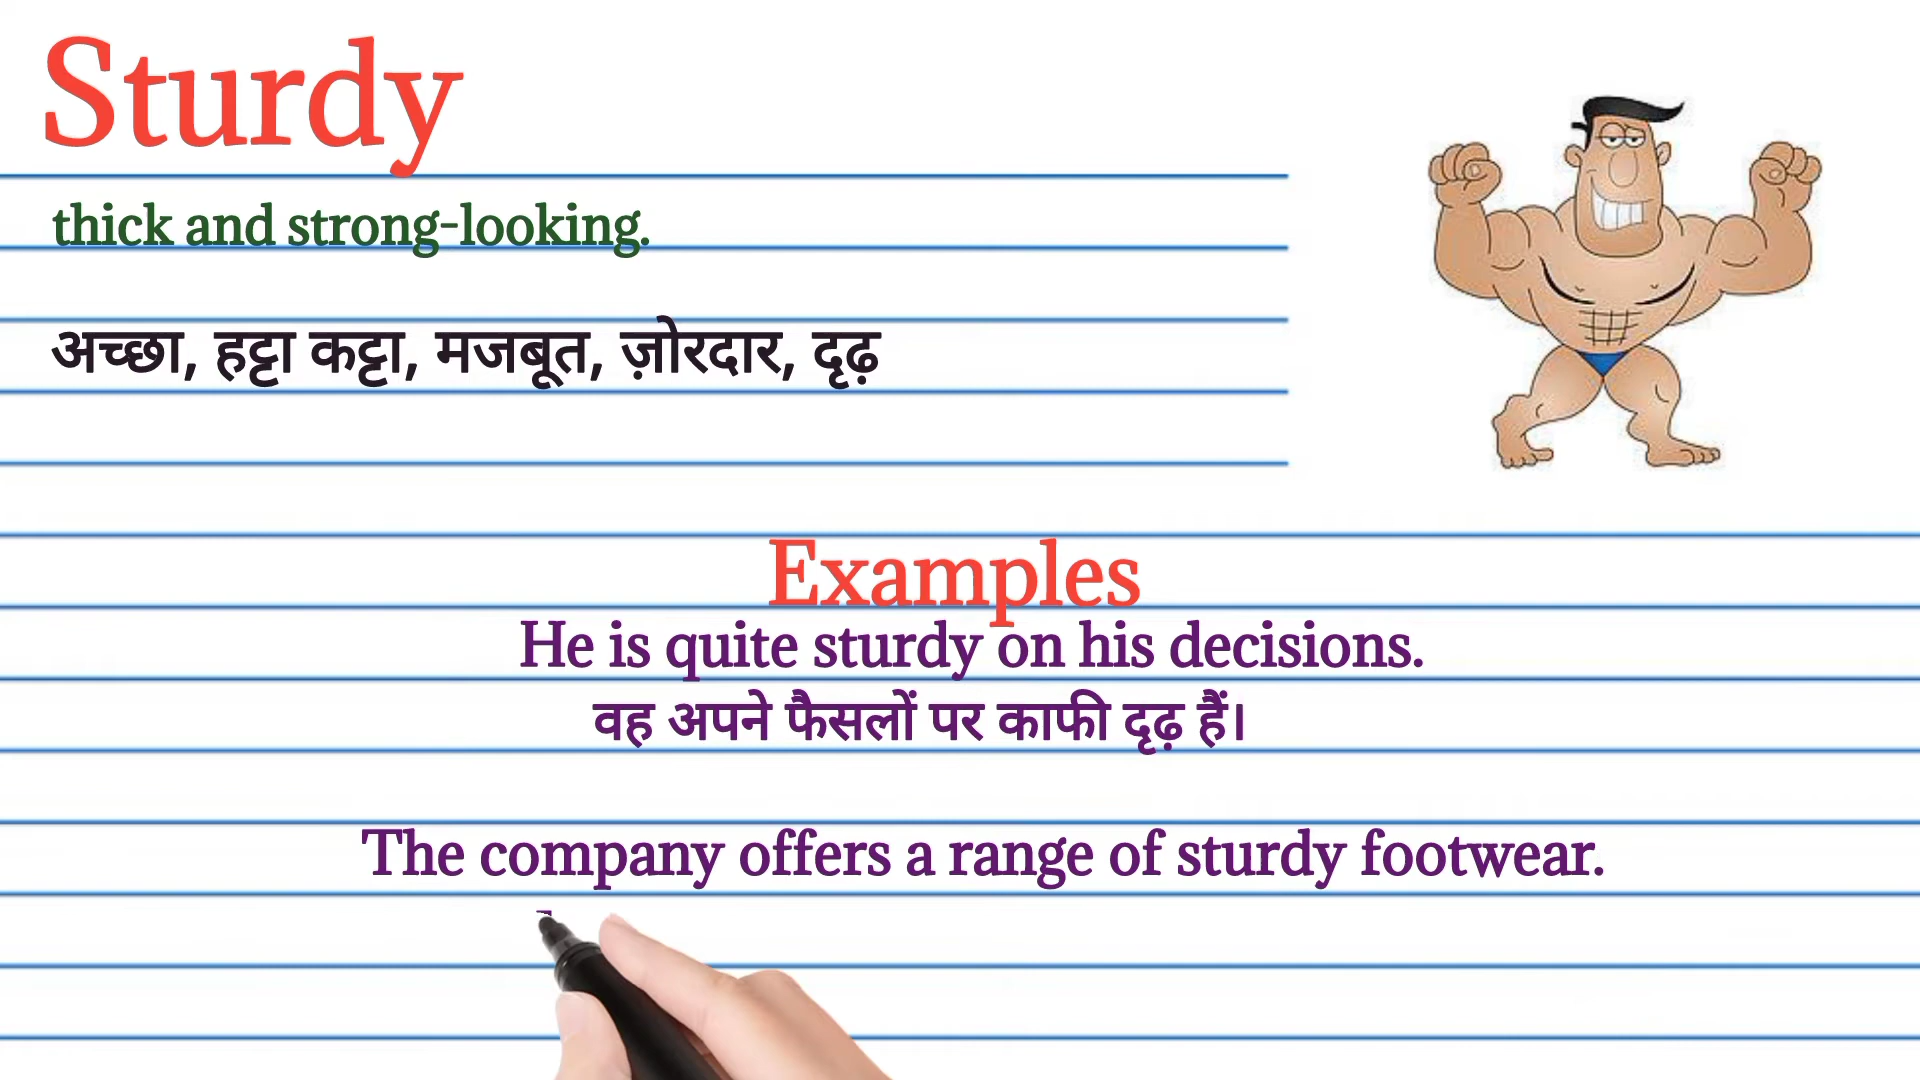 Sturdy
thick and strong-looking.
अच्छा, हट्टा कट्टा, मजबूत, ज़ोरदार, दृढ़
Examples
He is quite sturdy on his decisions.
वह अपने फैसलों पर काफी दृढ़ हैं।
The company offers a range of sturdy footwear.